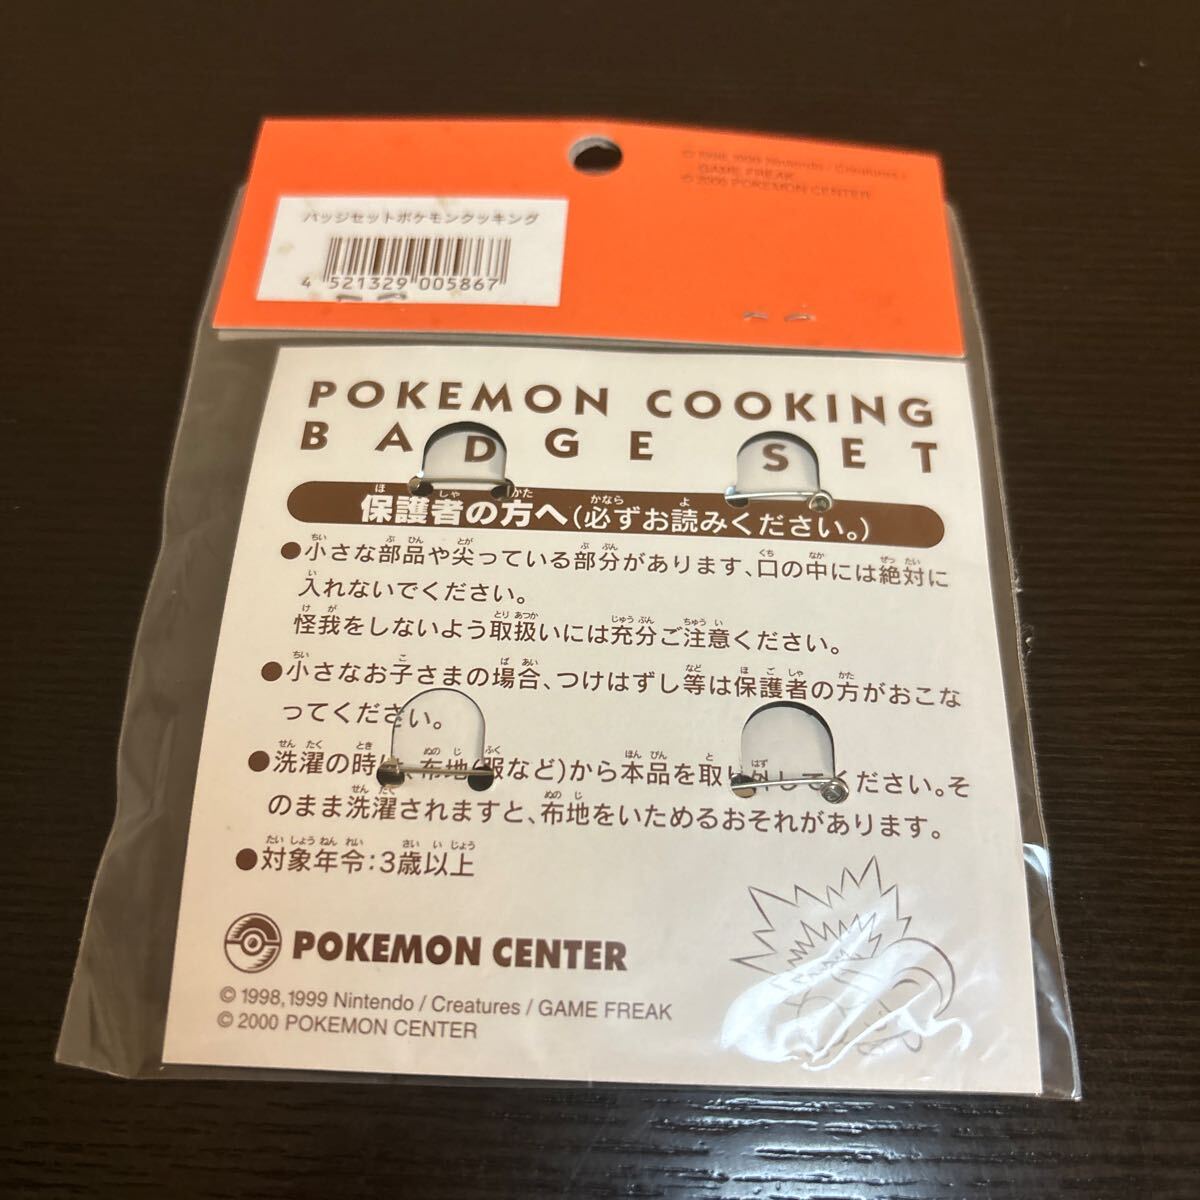 バッジセットポケモンクッキング
4 521329 005867
© 1998,1999 Nintendo / Creatures /
GAME FREAK
© 2000 POKEMON CENTER
POKEMON COOKING
BADGE SET
保護者の方へ(必ずお読みください。)
●小さな部品や尖っている部分があります、口の中には絶対に
入れないでください。
怪我をしないよう取扱いには充分ご注意ください。
●小さなお子さまの場合、つけはずし等は保護者の方がおこな
ってください。
●洗濯の時は、布地(服など)から本品を取り外してください。そ
のまま洗濯されますと、布地をいためるおそれがあります。
●対象年令:3歳以上
POKEMON CENTER
© 1998,1999 Nintendo / Creatures / GAME FREAK
© 2000 POKEMON CENTER